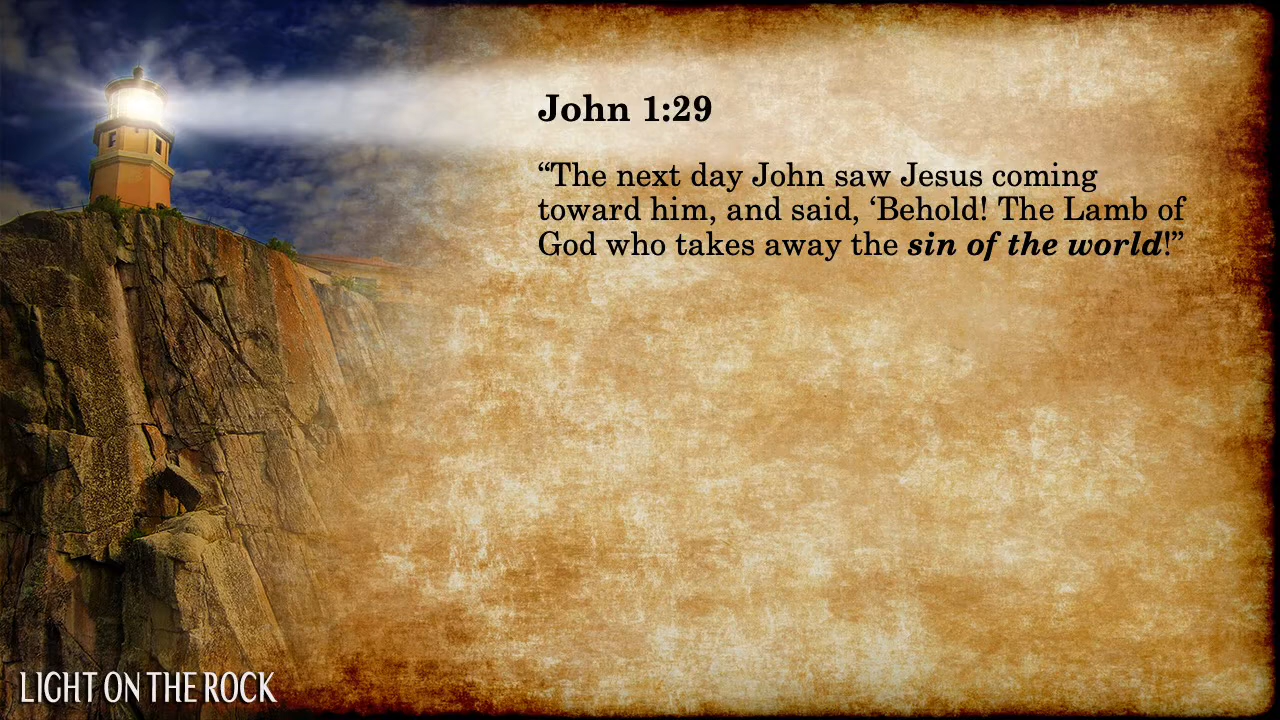 John 1:29
“The next day John saw Jesus coming
toward him, and said, ‘Behold! The Lamb of
God who takes away the sin of the world!”
LIGHT ON THE ROCK